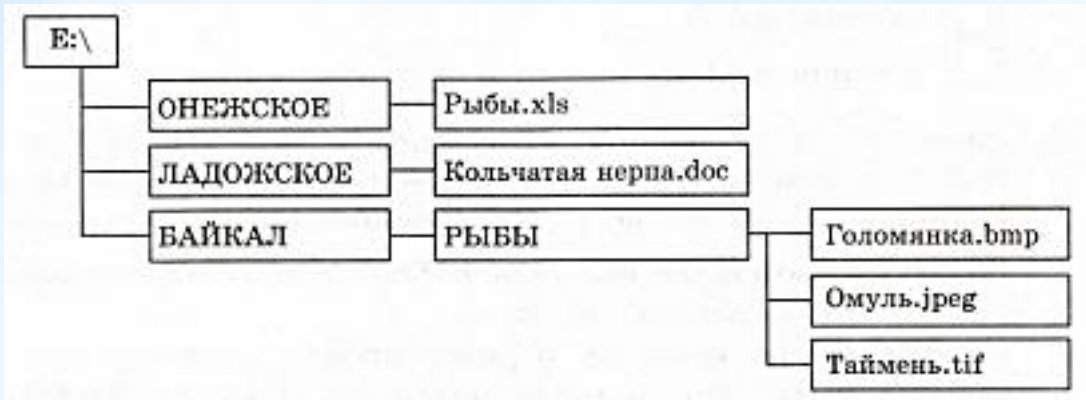 E:\
ОНЕЖСКОЕ
Рыбы.xls
ЛАДОЖСКОЕ
Кольчатая нерпа.doc
БАЙКАЛ
РЫБЫ
Голомянка.bmp
Омуль.jpeg
Таймень.tif